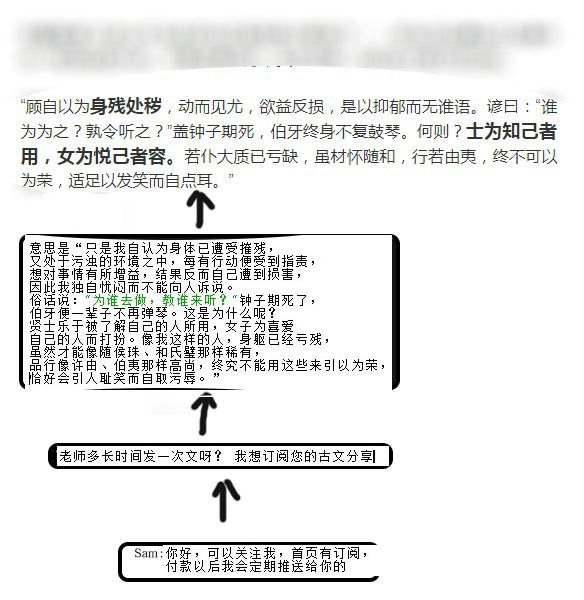 “顾自以为身残处秽，动而见尤，欲益反损，是以抑郁而无谁语。谚曰：“谁
为为之？孰令听之？”盖钟子期死，伯牙终身不复鼓琴。何则？士为知己者
用，女为悦己者容。若仆大质已亏缺，虽材怀随和，行若由夷，终不可以
为荣，适足以发笑而自点耳。”
意思是“只是我自认为身体已遭受摧残，
又处于污浊的环境之中，每有行动便受到指责，
想对事情有所增益，结果反而自己遭到损害，
因此我独自忧闷而不能向人诉说。
俗话说：“为谁去做，教谁来听？”钟子期死了，
伯牙便一辈子不再弹琴。这是为什么呢？
贤士乐于被了解自己的人所用，女子为喜爱
自己的人而打扮。像我这样的人，身躯已经亏残，
虽然才能像随侯珠、和氏璧那样稀有，
品行像许由、伯夷那样高尚，终究不能用这些来引以为荣，
恰好会引人耻笑而自取污辱。”
老师多长时间发一次文呀？ 我想订阅您的古文分享
Sam:你好，可以关注我，首页有订阅，
付款以后我会定期推送给你的